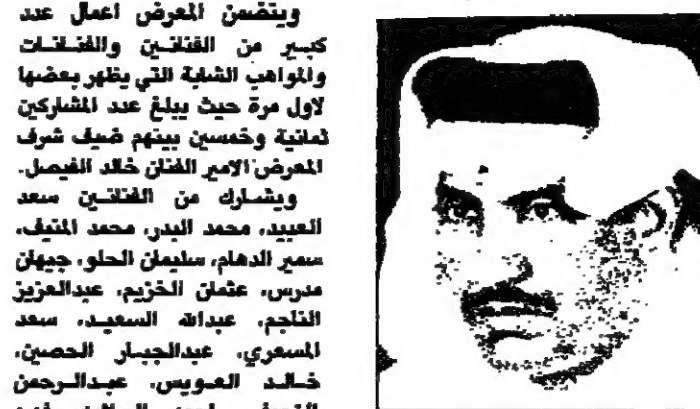 ويتضمن المعرض اعمال عدد
كبير من الفنانين والفنانات
والمواهب الشابة التي يظهر بعضها
لاول مرة حيث يبلغ عدد المشاركين
ثمانية وخمسين بينهم ضيف شرف
المعرض الامير الفنان خالد الفيصل.
ويشارك من الفنانين سعد
العبيد، محمد البدر، محمد المنيف،
سمير الدهام، سليمان الحلو، جيهان
مدرس، عثمان الخزيم، عبدالعزيز
الناجم، عبدالله السعيد، سعد
المسعري، عبدالجبار الحصين،
خالد العويس، عبدالرحمن